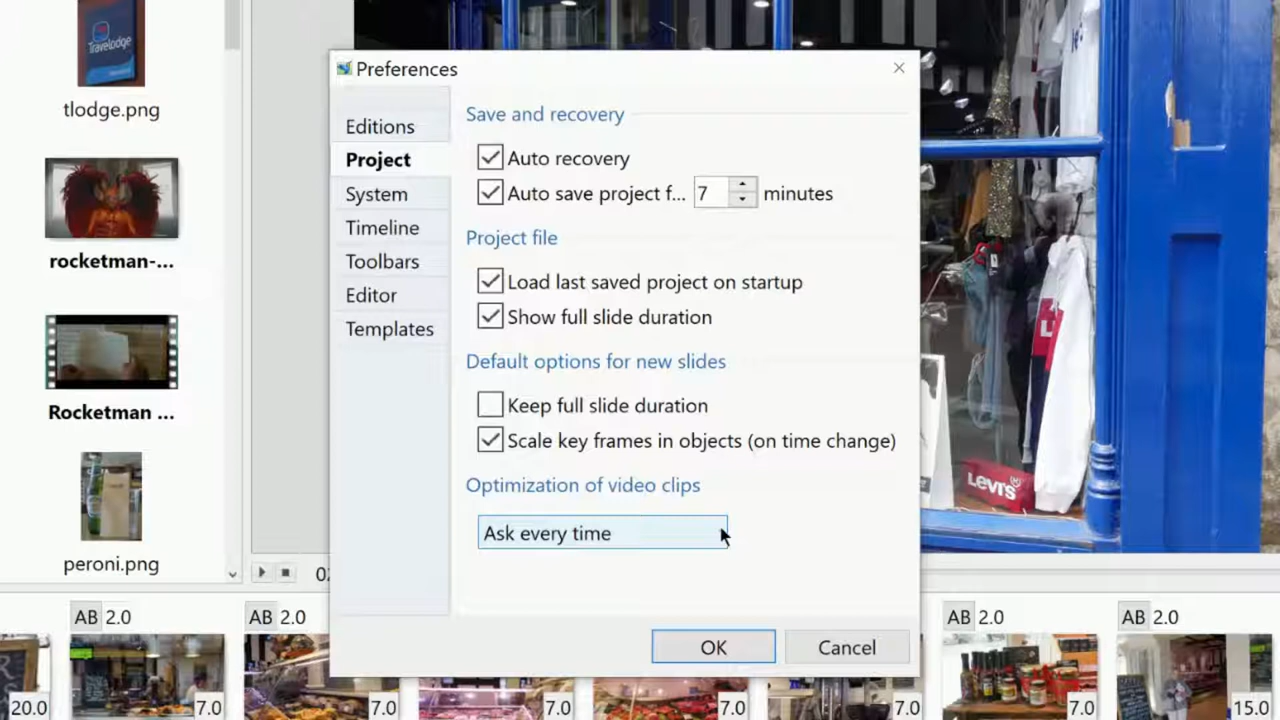 Travelodge
tlodge.png
rocketman-...
Rocketman ...
peroni.png
Preferences
Editions
Project
System
Timeline
Toolbars
Editor
Templates
Save and recovery
Auto recovery
Auto save project f... 7 minutes
Project file
Load last saved project on startup
Show full slide duration
Default options for new slides
Keep full slide duration
Scale key frames in objects (on time change)
Optimization of video clips
Ask every time
OK Cancel
LEVI'S
02
AB 2.0 AB 2.0 AB 2.0 AB 2.0
20.0 7.0 7.0 7.0 7.0 7.0 7.0 15.0